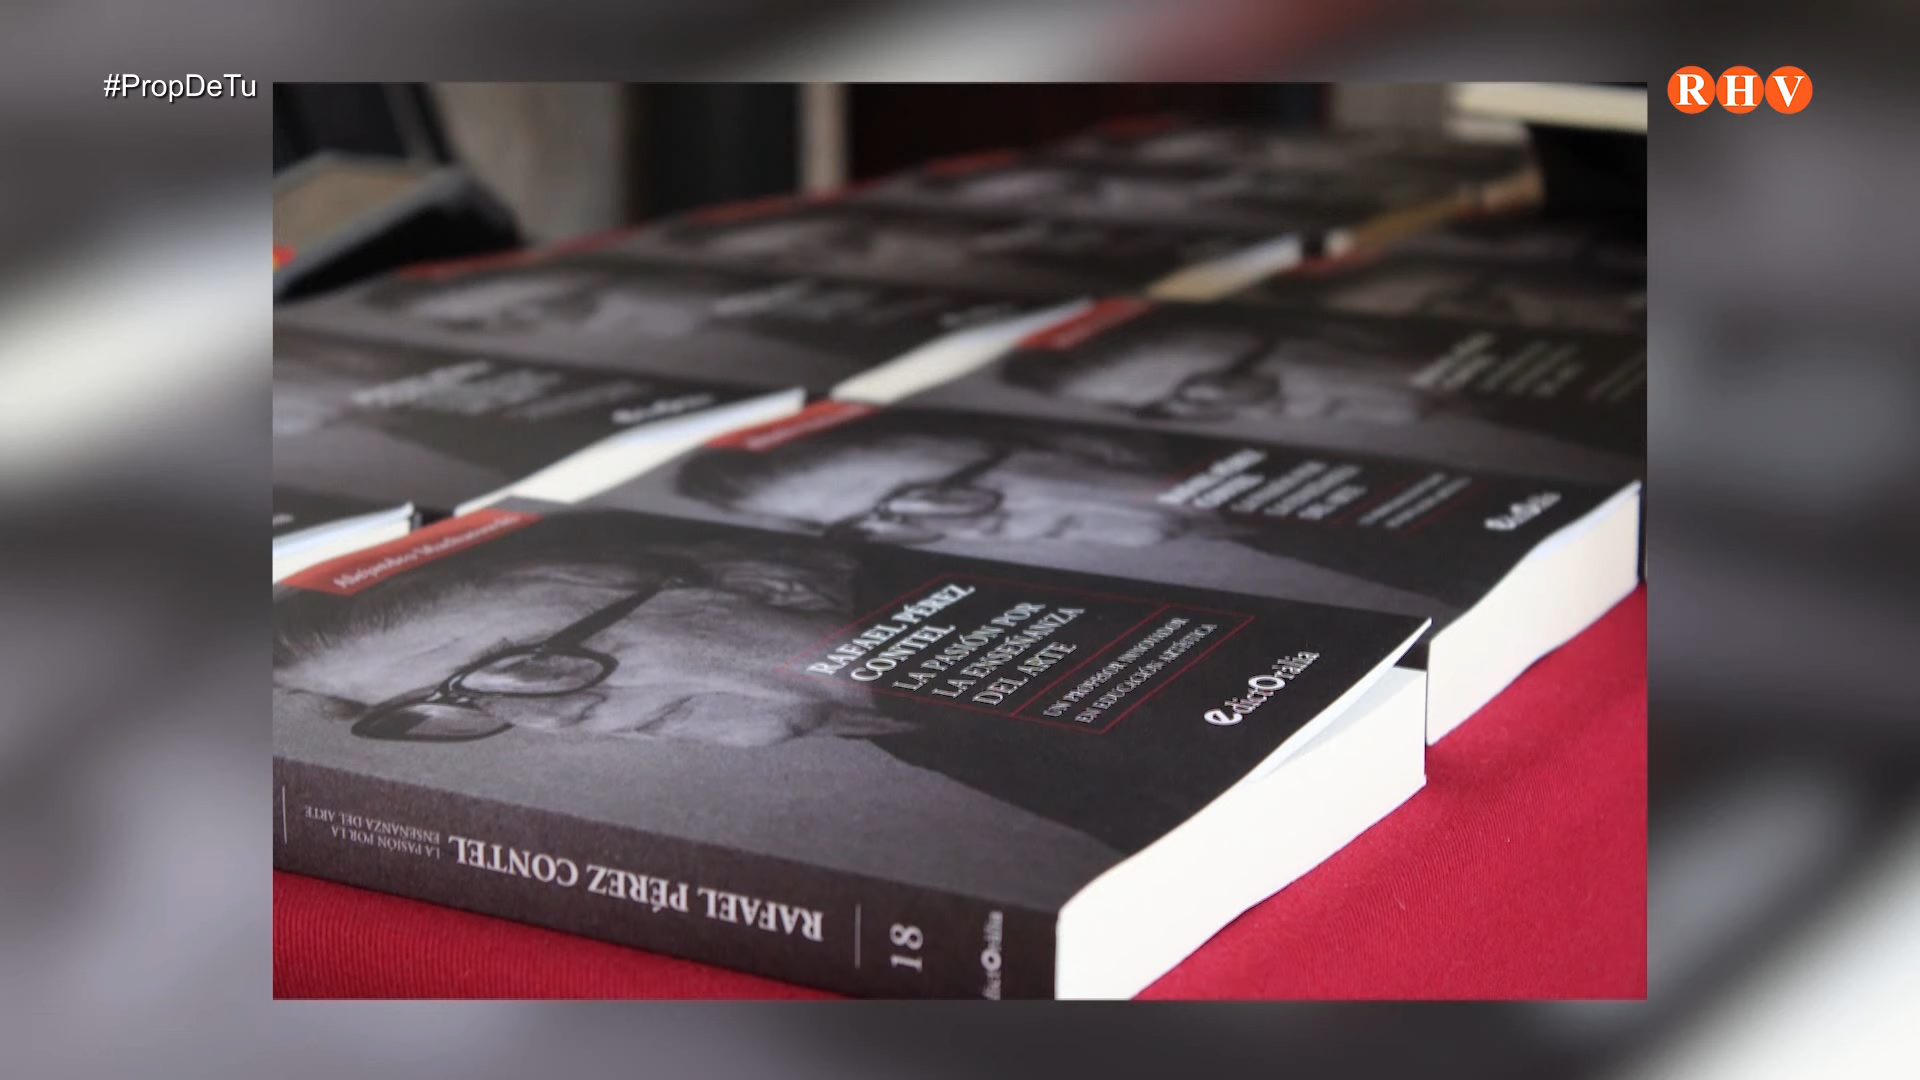 #PropDeTu
RHV
RAFAEL PÉREZ
CONTEL
LA PASIÓN POR
LA ENSEÑANZA
DEL ARTE
UN PROFESOR INNOVADOR
EN EDUCACIÓN ARTÍSTICA
edictOràlia
RAFAEL PÉREZ CONTEL
LA PASIÓN POR LA
ENSEÑANZA DEL ARTE
18